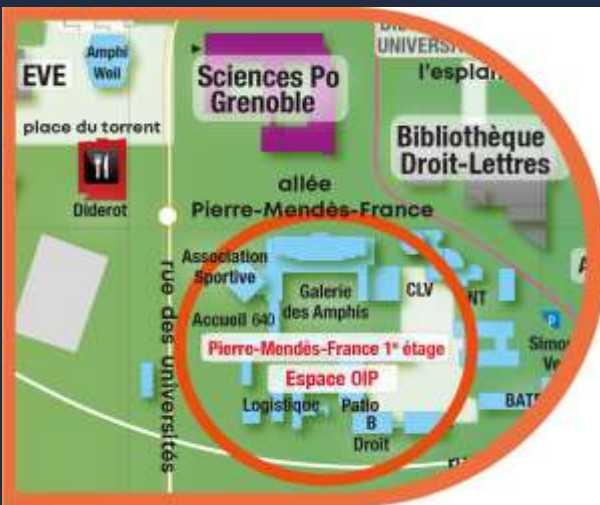 Amphi
Weil
EVE
place du torrent
Diderot
Sciences Po
Grenoble
l'esplan
Bibliothèque
Droit-Lettres
allée
Pierre-Mendès-France
rue des universités
Association
Sportive
Galerie
des Amphis
CLV
Accueil 640
Pierre-Mendès-France 1° étage
Espace OIP
Logistique
Patio
B
Droit
P